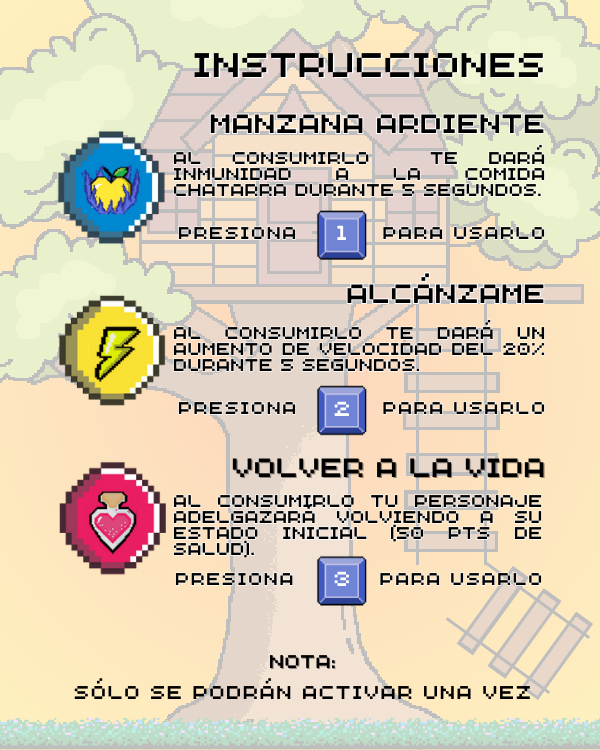 INSTRUCCIONES
MANZANA ARDIENTE
AL CONSUMIRLO TE DARÁ
INMUNIDAD A LA COMIDA
CHATARRA DURANTE 5 SEGUNDOS.
PRESIONA 1 PARA USARLO
ALCÁNZAME
AL CONSUMIRLO TE DARÁ UN
AUMENTO DE VELOCIDAD DEL 20%
DURANTE 5 SEGUNDOS.
PRESIONA 2 PARA USARLO
VOLVER A LA VIDA
AL CONSUMIRLO TU PERSONAJE
ADELGAZARÁ VOLVIENDO A SU
ESTADO INICIAL (50 PTS DE
SALUD).
PRESIONA 3 PARA USARLO
NOTA:
SÓLO SE PODRÁN ACTIVAR UNA VEZ